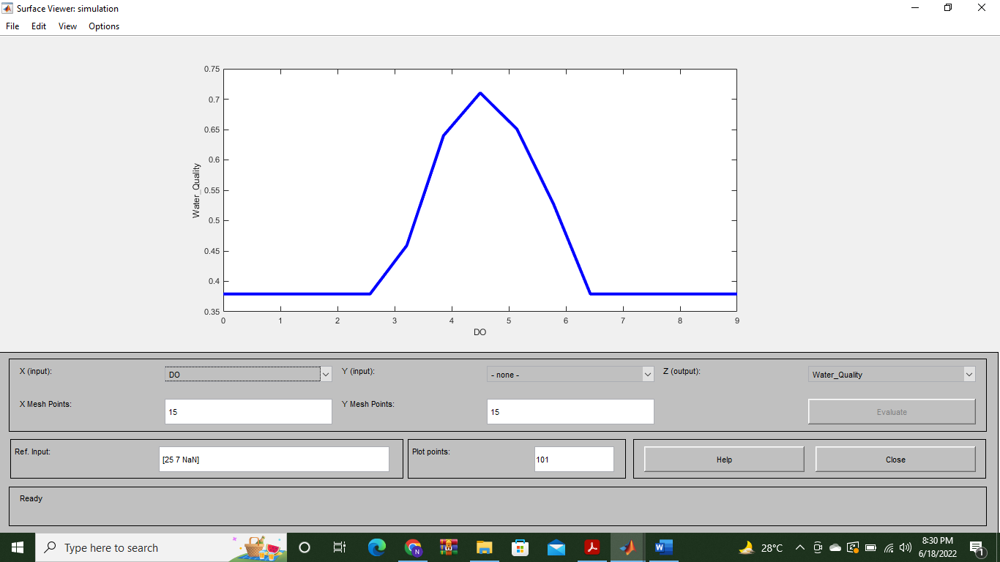 Surface Viewer: simulation
File Edit View Options
0.75
0.7
0.65
0.6
0.55
0.5
0.45
0.4
0.35
Water_Quality
0 1 2 3 4 5 6 7 8 9
DO
X (input): DO Y (input): - none - Z (output): Water_Quality
X Mesh Points: 15 Y Mesh Points: 15 Evaluate
Ref. Input: [25 7 NaN] Plot points: 101 Help Close
Ready
Type here to search
N
W
28°C
8:30 PM
6/18/2022
1